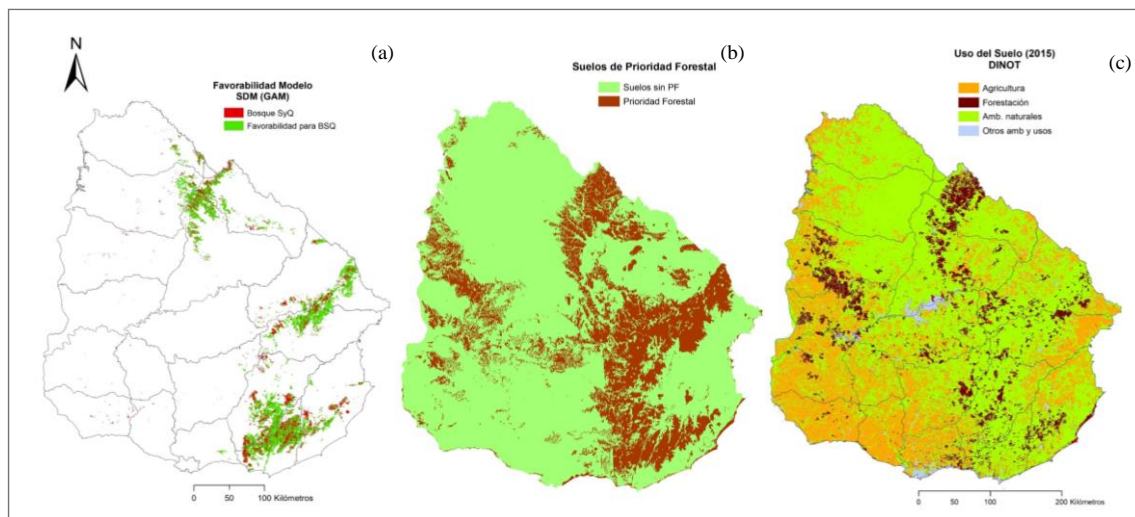 N
(a)
Favorabilidad Modelo
SDM (GAM)
Bosque SyQ
Favorabilidad para BSQ
0 50 100 Kilómetros
(b)
Suelos de Prioridad Forestal
Suelos sin PF
Prioridad Forestal
(c)
Uso del Suelo (2015)
DINOT
Agricultura
Forestación
Amb. naturales
Otros amb y usos
0 50 100 200 Kilómetros